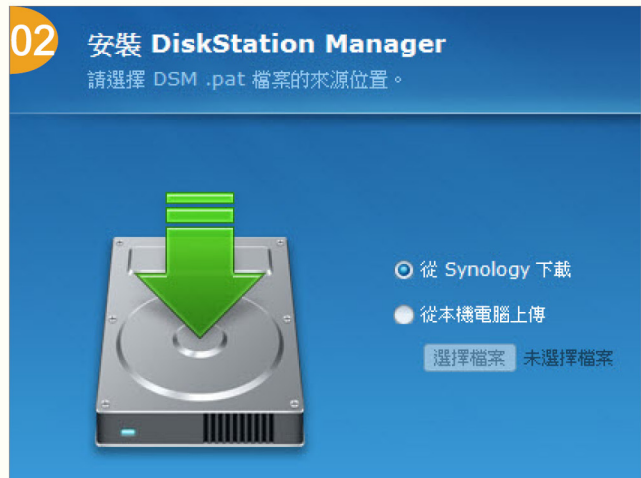 02
安裝 DiskStation Manager
請選擇 DSM .pat 檔案的來源位置。
從 Synology 下載
從本機電腦上傳
選擇檔案 未選擇檔案